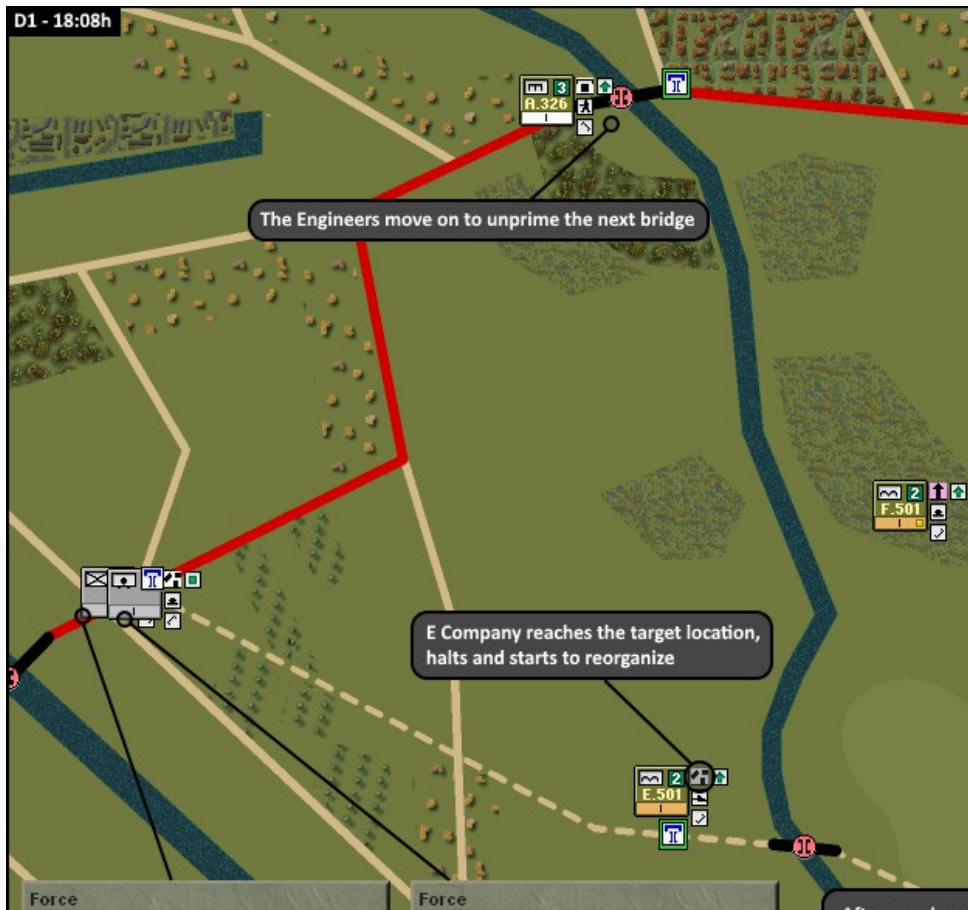 D1 - 18:08h
3
A.326
I
The Engineers move on to unprime the next bridge
2
F.501
I
E Company reaches the target location,
halts and starts to reorganize
2
E.501
I
Force
Force